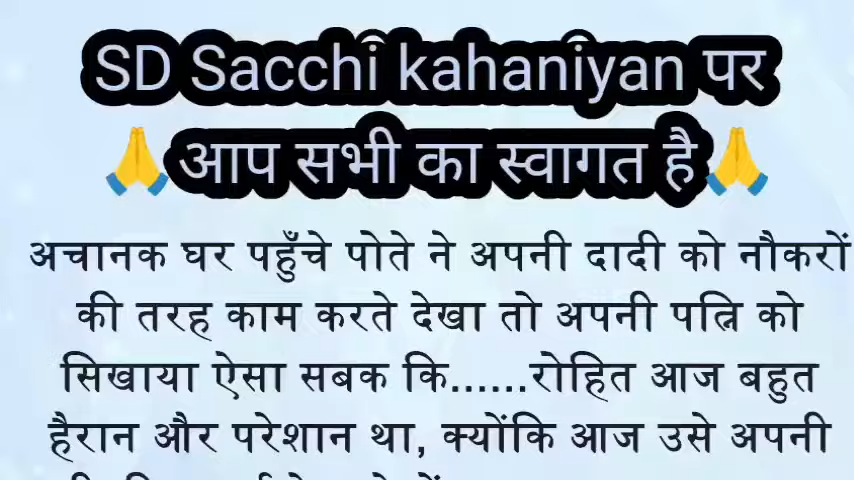 SD Sacchi kahaniyan पर
🙏आप सभी का स्वागत है🙏
अचानक घर पहुँचे पोते ने अपनी दादी को नौकरों
की तरह काम करते देखा तो अपनी पत्नि को
सिखाया ऐसा सबक कि......रोहित आज बहुत
हैरान और परेशान था, क्योंकि आज उसे अपनी